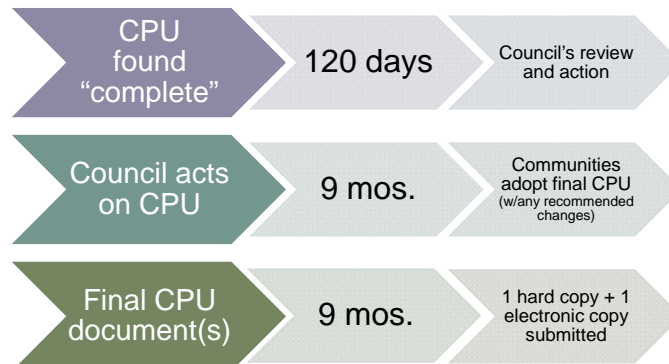 CPU
found
“complete”
120 days
Council’s review
and action
Council acts
on CPU
9 mos.
Communities
adopt final CPU
(w/any recommended
changes)
Final CPU
document(s)
9 mos.
1 hard copy + 1
electronic copy
submitted